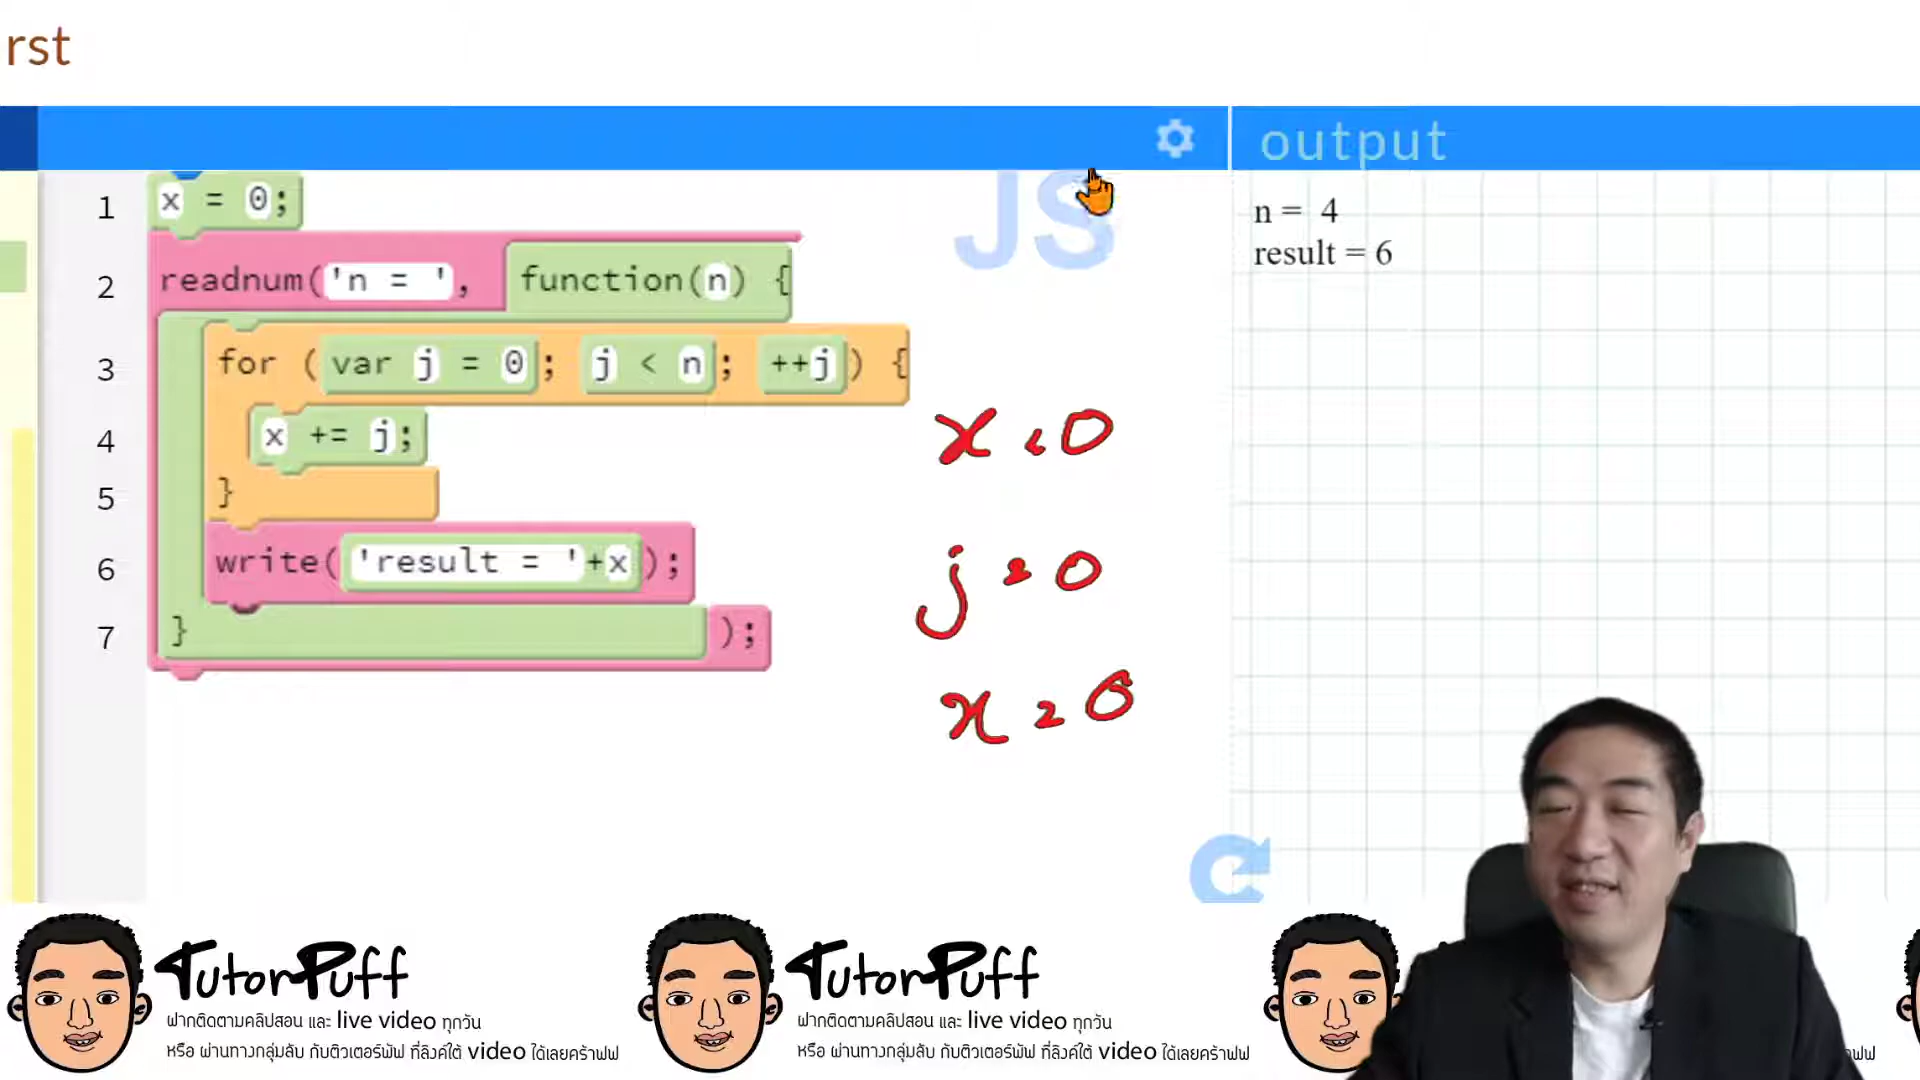 rst
output
JS
1 x = 0;
2 readnum('n = ', function(n) {
3 for (var j = 0; j < n; ++j) {
4 x += j;
5 }
6 write('result = '+x);
7 } );
n = 4
result = 6
x = 0
j = 0
x = 0
TutorPuff
ฝากติดตามคลิปสอน และ live video ทุกวัน
หรือ ผ่านทางกลุ่มลับ กับติวเตอร์พัฟ ที่ลิงค์ใต้ video ได้เลยคร้าฟฟ
TutorPuff
ฝากติดตามคลิปสอน และ live video ทุกวัน
หรือ ผ่านทางกลุ่มลับ กับติวเตอร์พัฟ ที่ลิงค์ใต้ video ได้เลยคร้าฟฟ
ฟฟ